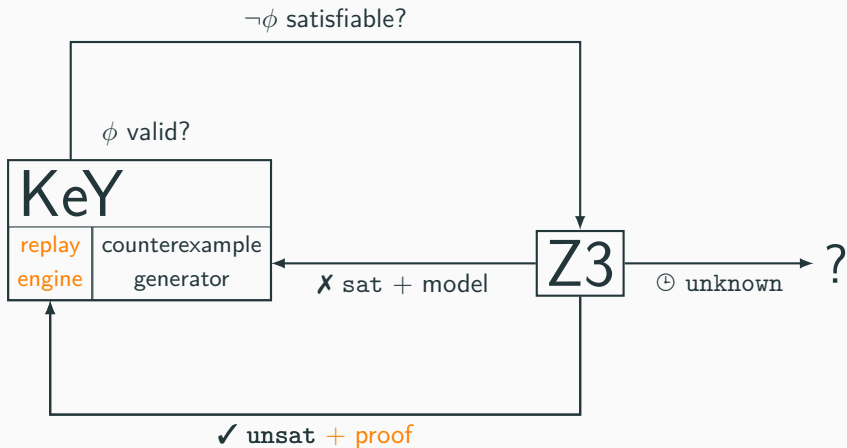 ¬ϕ satisfiable?
ϕ valid?
KeY
replay
engine
counterexample
generator
✗ sat + model
Z3
🕒 unknown
?
✓ unsat + proof